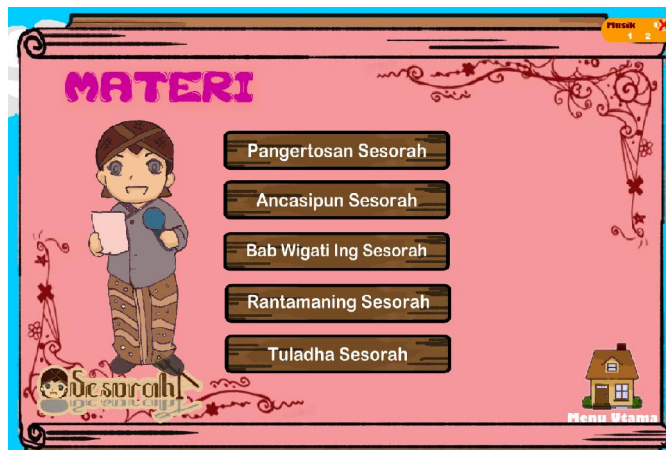 Musik
1 2
MATERI
Pangertosan Sesorah
Ancasipun Sesorah
Bab Wigati Ing Sesorah
Rantamaning Sesorah
Tuladha Sesorah
Sesorah
Menu Utama